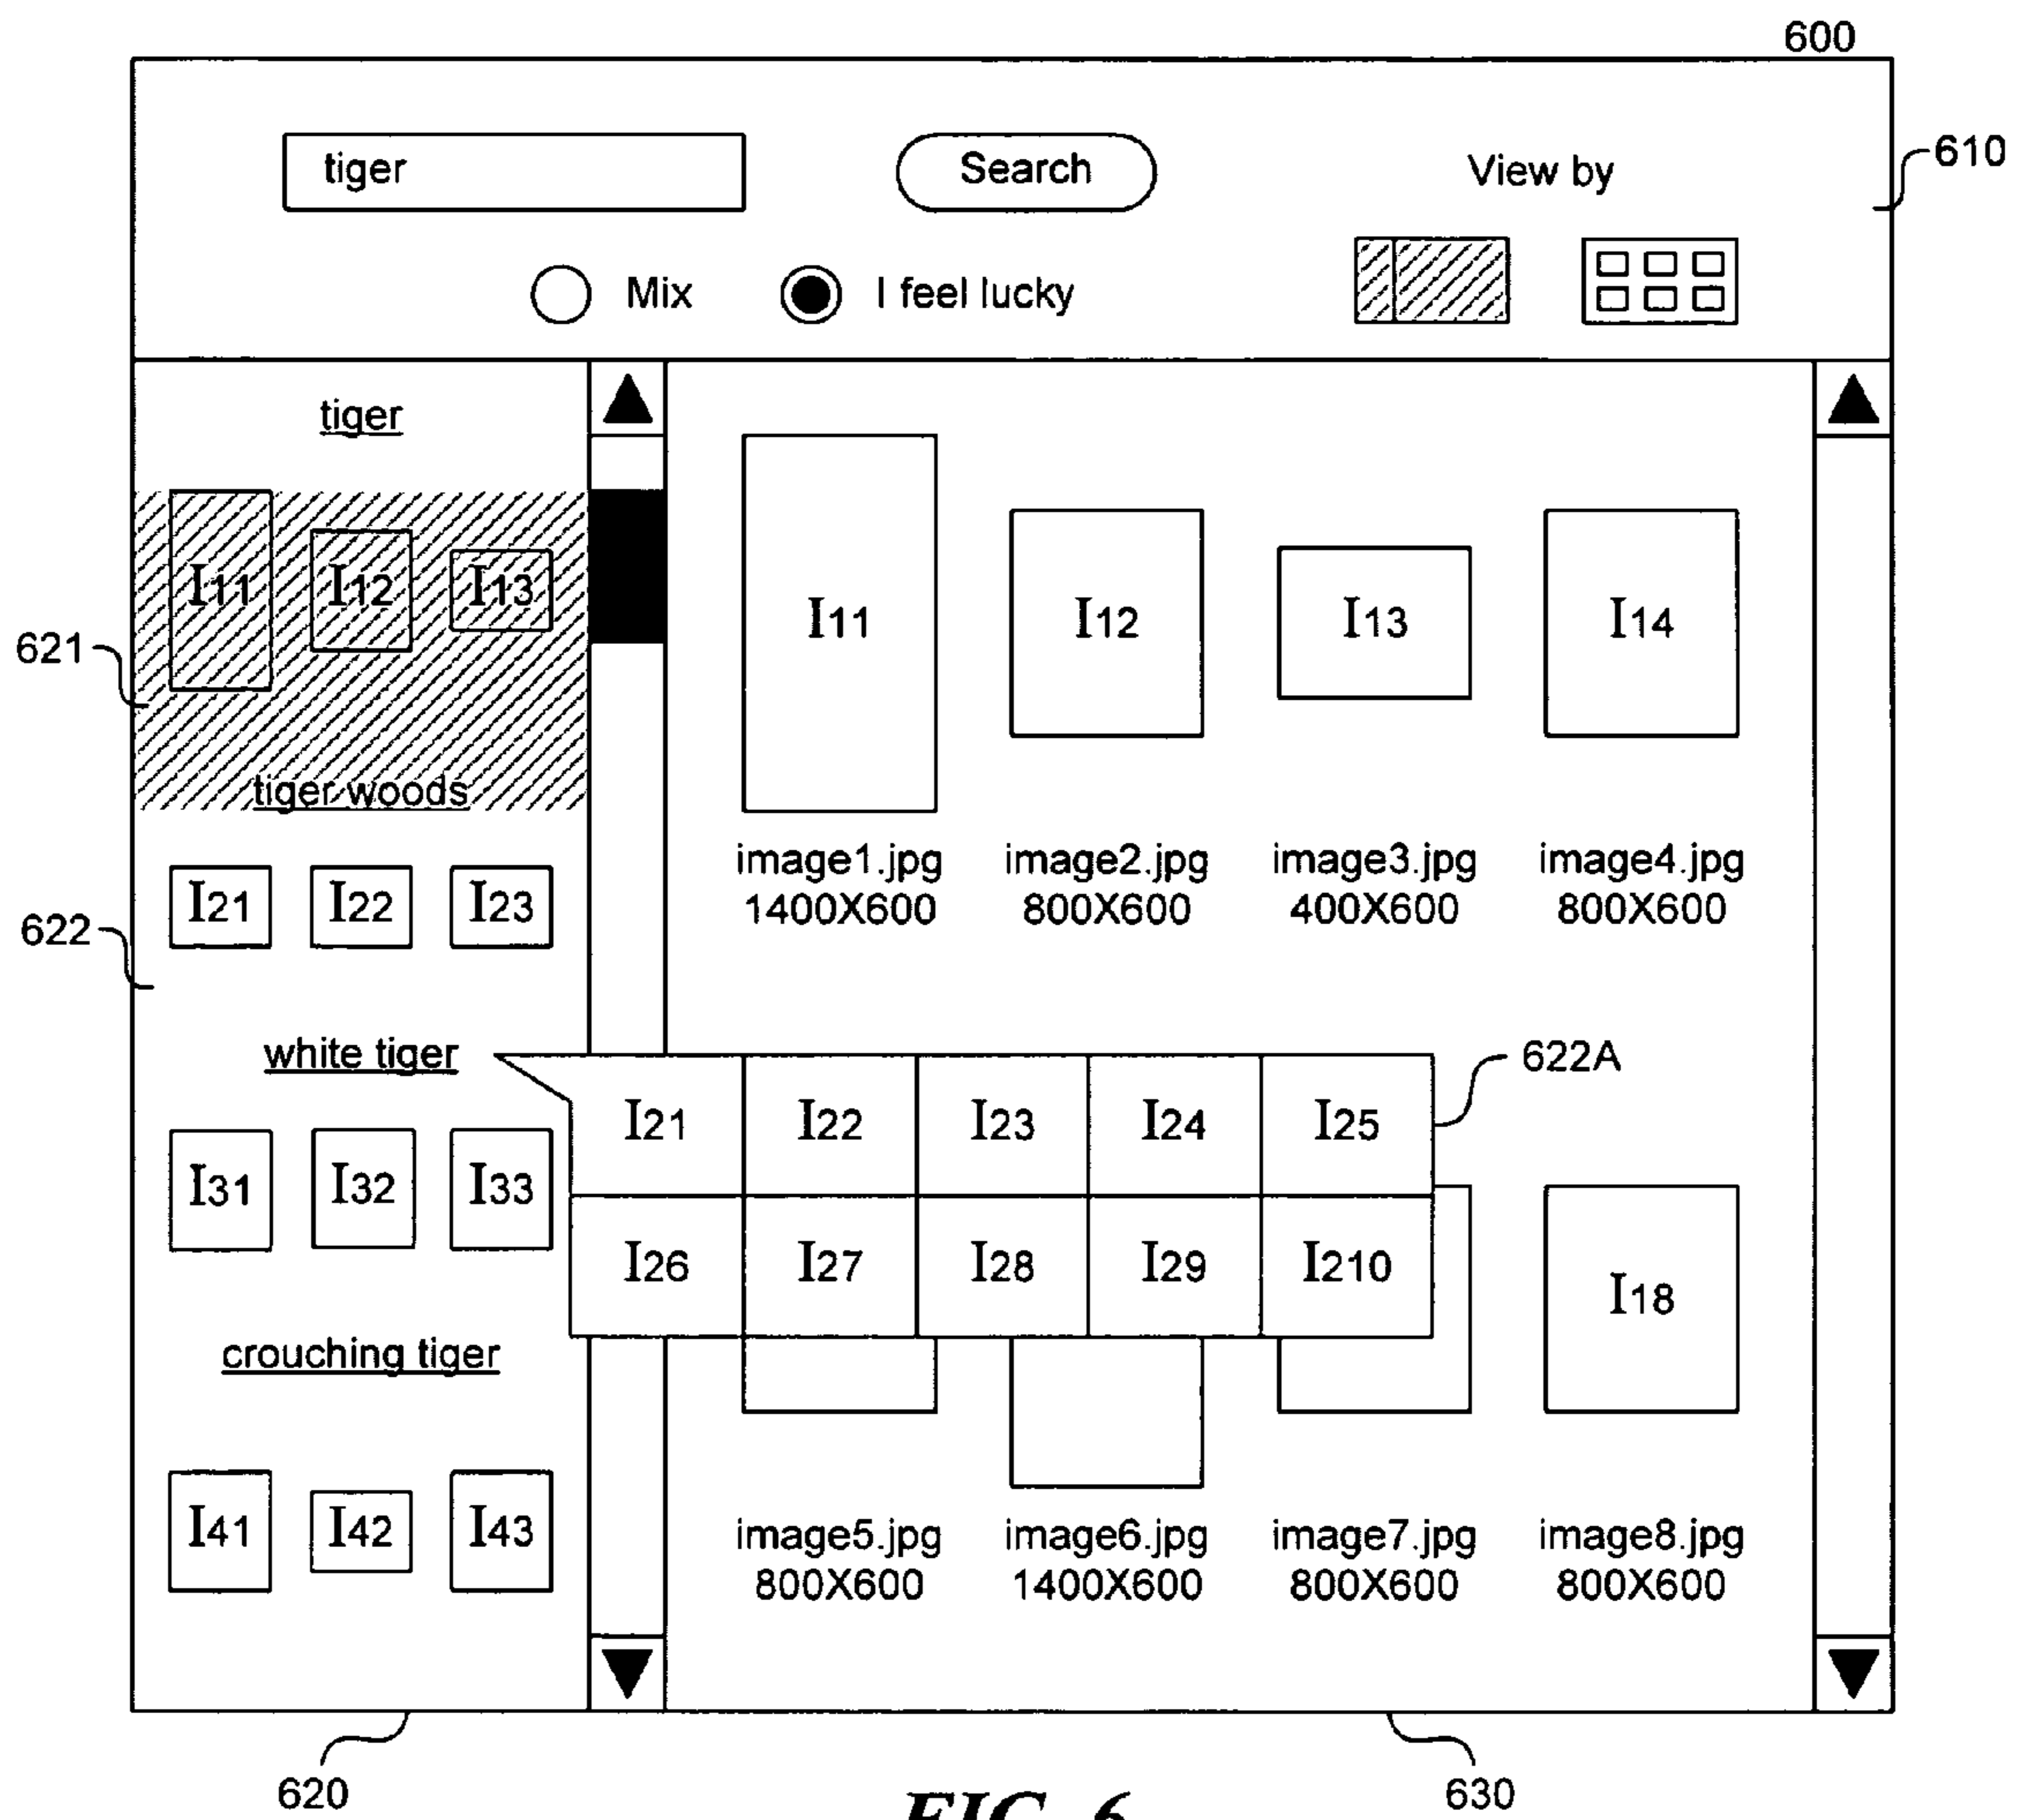 600
610
tiger Search View by
Mix I feel lucky
tiger
I11 I12 I13
621
tiger woods
I21 I22 I23
622
white tiger
I31 I32 I33
crouching tiger
I41 I42 I43
I11 I12 I13 I14
image1.jpg image2.jpg image3.jpg image4.jpg
1400X600 800X600 400X600 800X600
622A
I21 I22 I23 I24 I25
I26 I27 I28 I29 I210
I18
image5.jpg image6.jpg image7.jpg image8.jpg
800X600 1400X600 800X600 800X600
620 630
FIG. 6